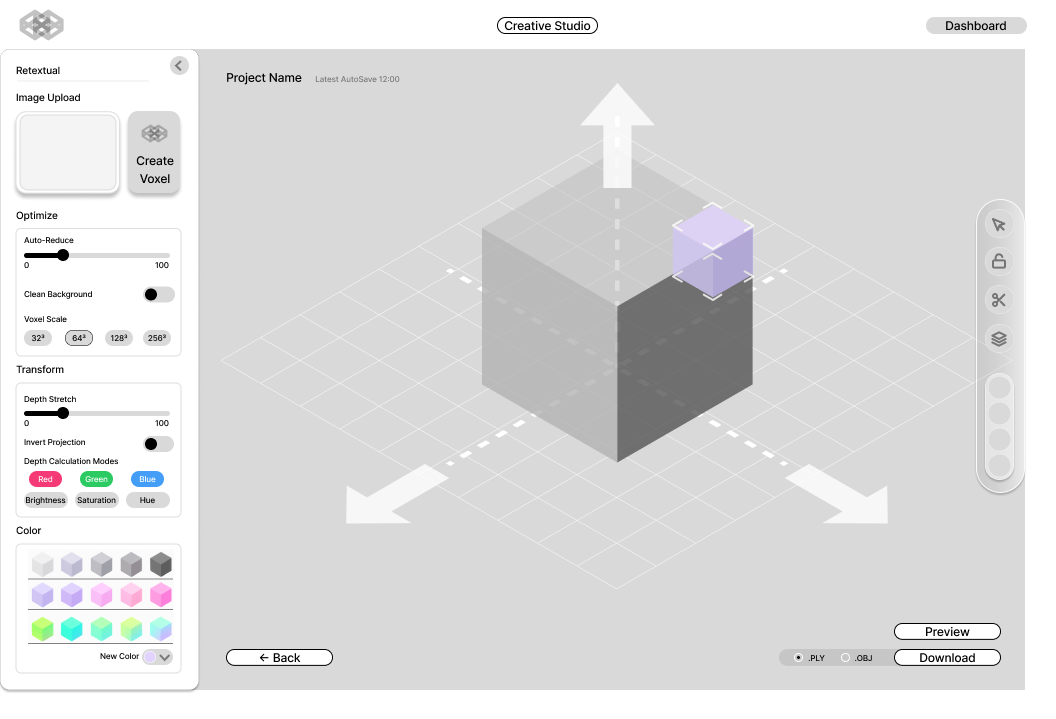 Creative Studio
Dashboard
Retextual
Image Upload
Create
Voxel
Optimize
Auto-Reduce
0 100
Clean Background
Voxel Scale
32³ 64³ 128³ 256³
Transform
Depth Stretch
0 100
Invert Projection
Depth Calculation Modes
Red Green Blue
Brightness Saturation Hue
Color
New Color
Project Name Latest AutoSave 12:00
← Back
Preview
.PLY .OBJ Download